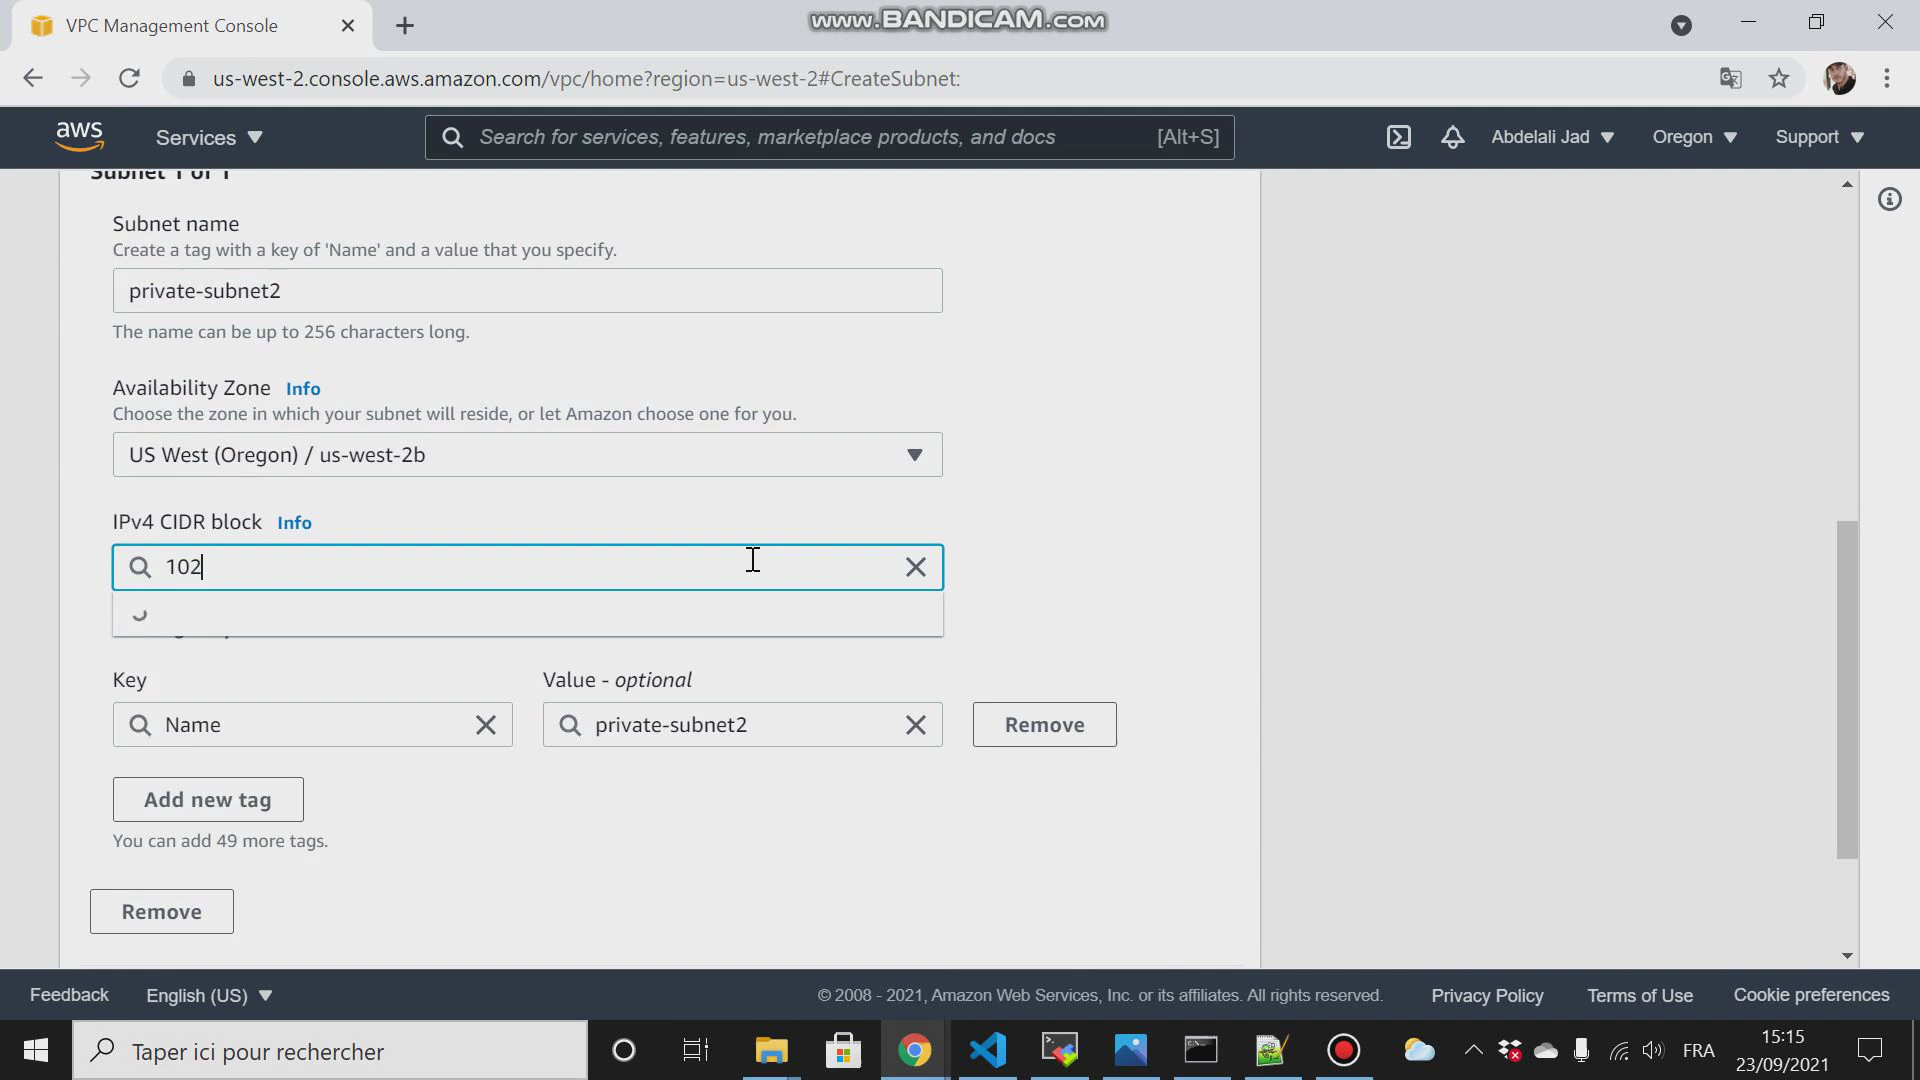 VPC Management Console
www.BANDICAM.com
us-west-2.console.aws.amazon.com/vpc/home?region=us-west-2#CreateSubnet:
aws
Services
Search for services, features, marketplace products, and docs
[Alt+S]
Abdelali Jad
Oregon
Support
Subnet 1 of 1
Subnet name
Create a tag with a key of 'Name' and a value that you specify.
private-subnet2
The name can be up to 256 characters long.
Availability Zone Info
Choose the zone in which your subnet will reside, or let Amazon choose one for you.
US West (Oregon) / us-west-2b
IPv4 CIDR block Info
102
Key
Value - optional
Name
private-subnet2
Remove
Add new tag
You can add 49 more tags.
Remove
Feedback
English (US)
© 2008 - 2021, Amazon Web Services, Inc. or its affiliates. All rights reserved.
Privacy Policy
Terms of Use
Cookie preferences
Taper ici pour rechercher
FRA
15:15
23/09/2021